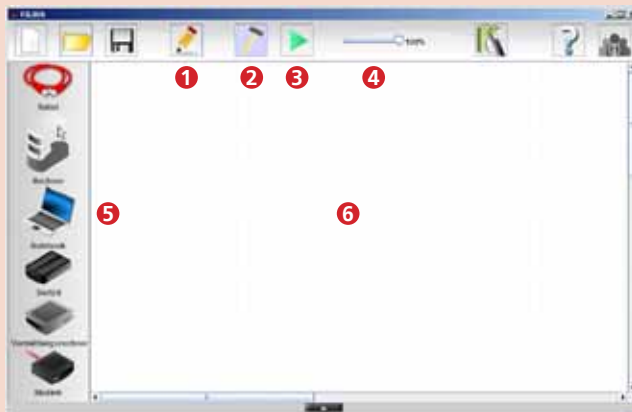 FILIUS
1
2
3
4
100%
Kabel
Rechner
5
6
Notebook
Switch
Vermittlungsrechner
Modem